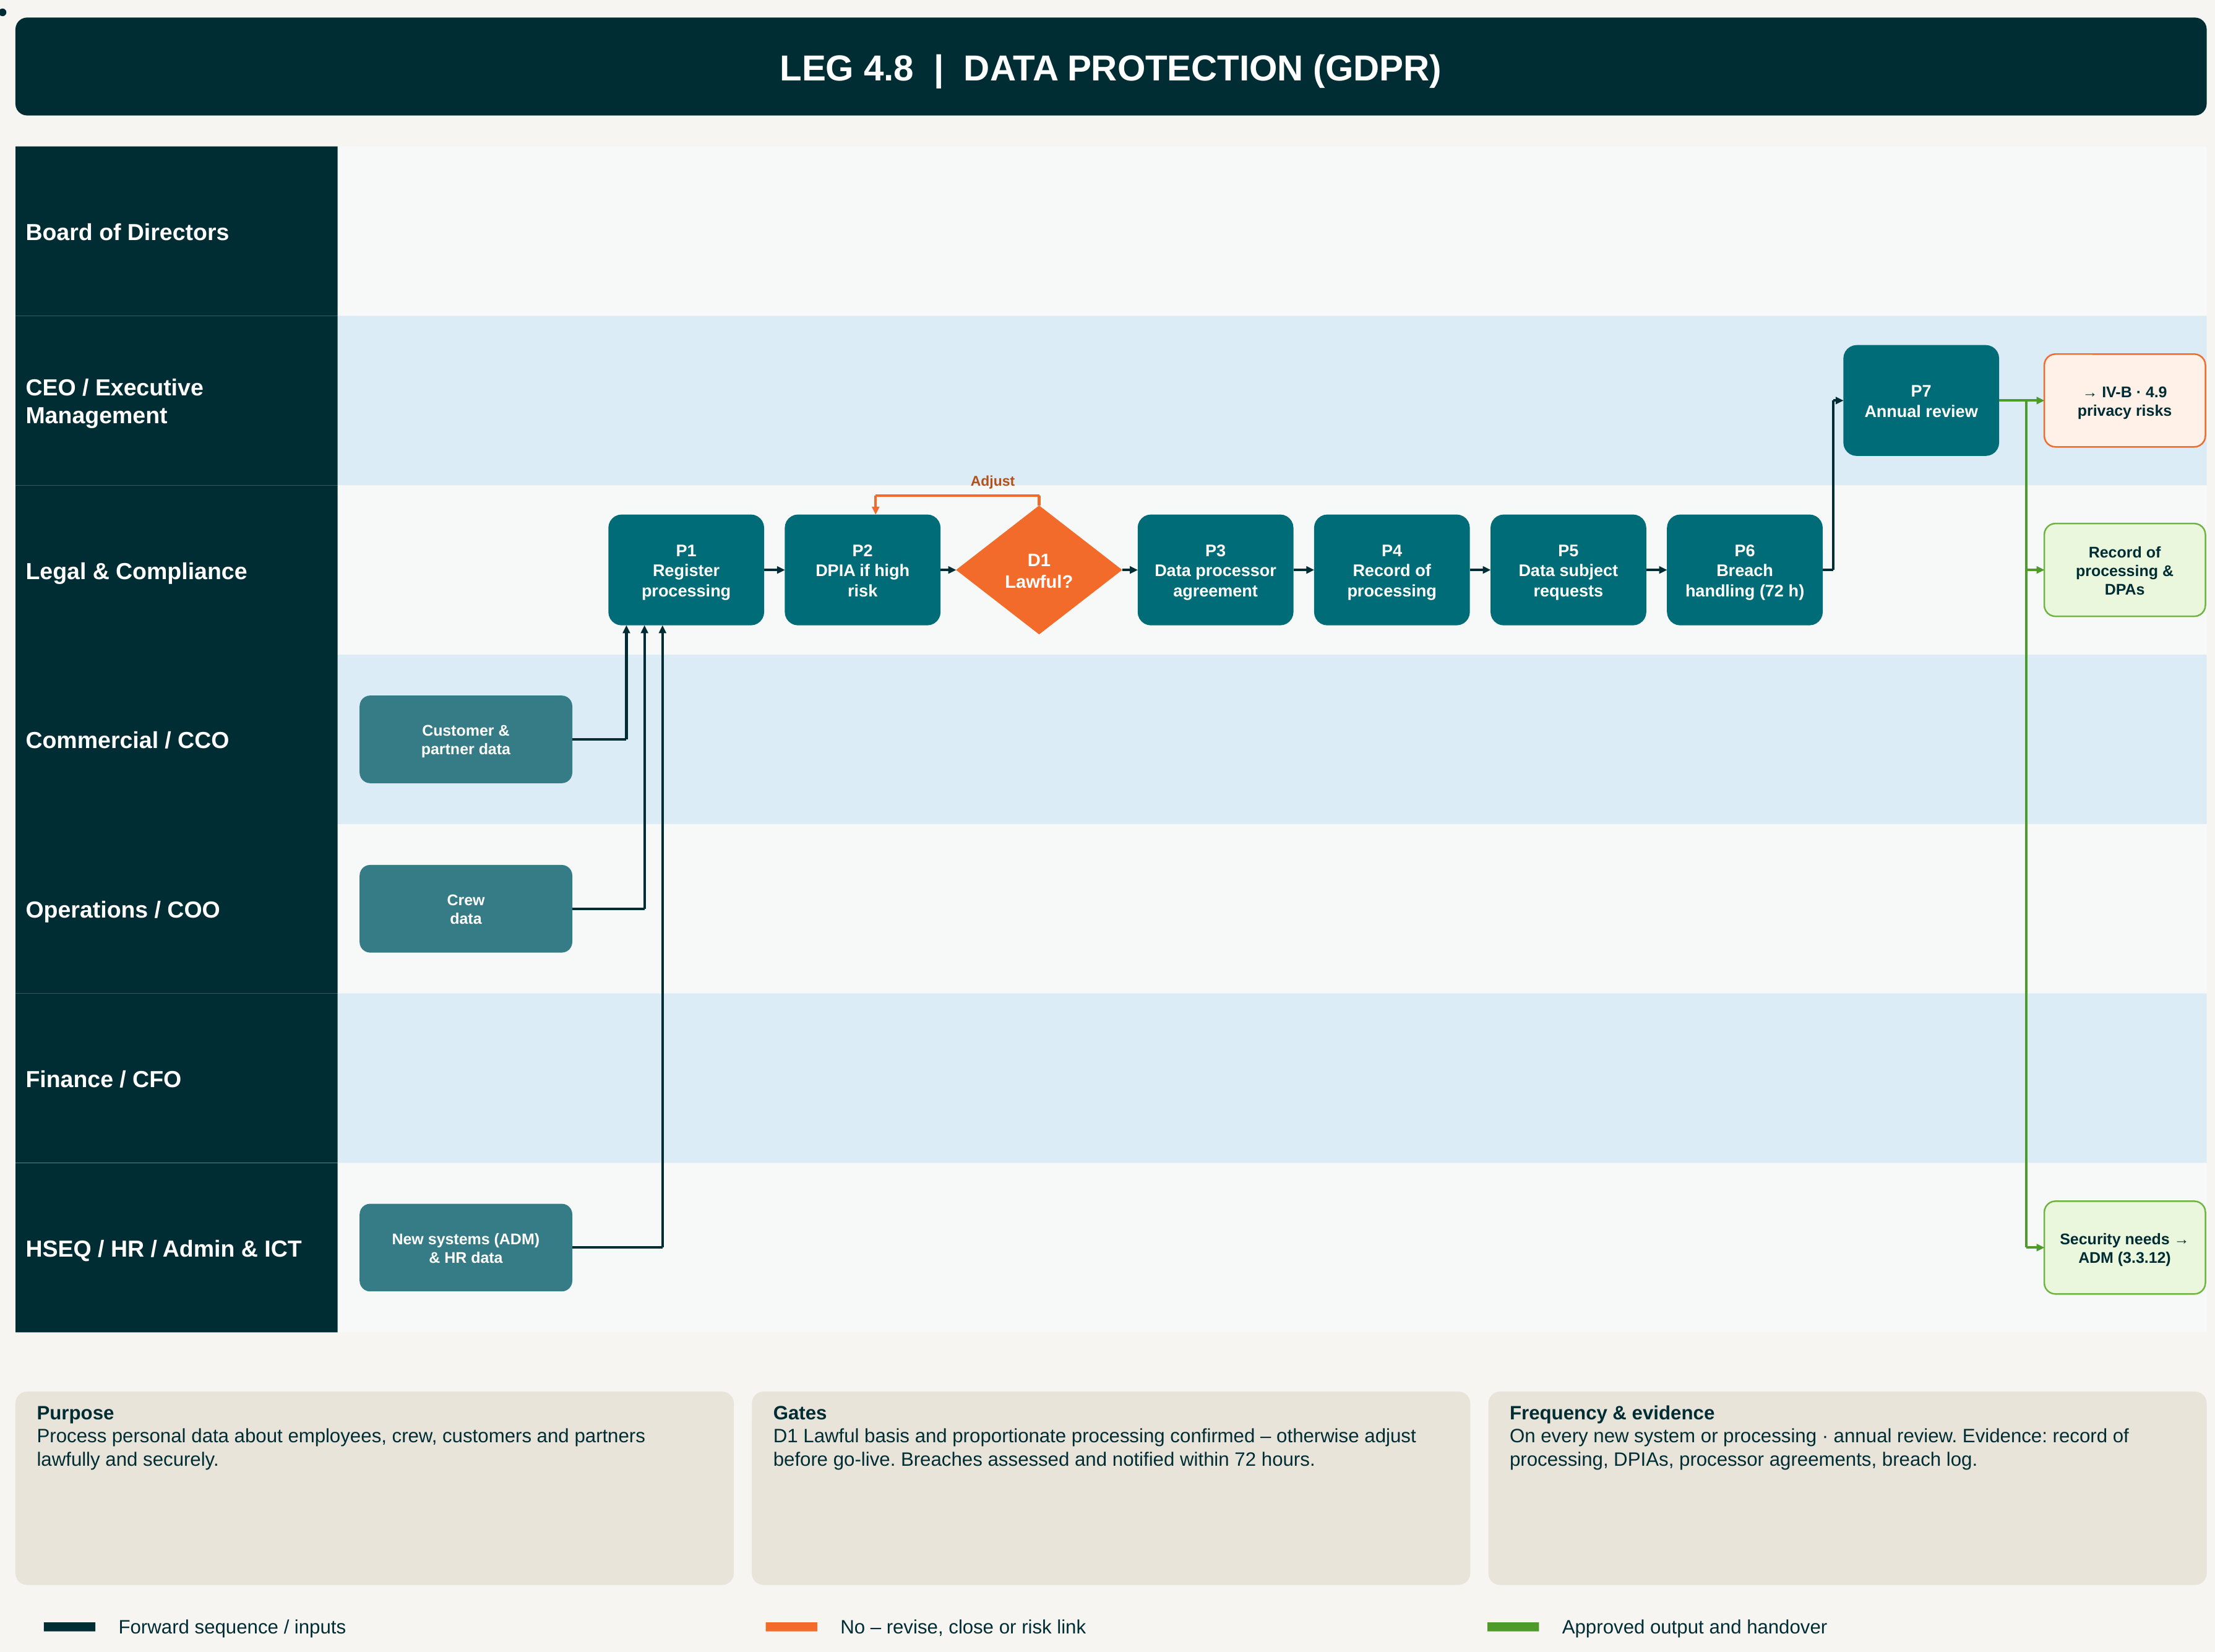 LEG 4.8 | DATA PROTECTION (GDPR)
Board of Directors
CEO / Executive
Management
P7
Annual review
→ IV-B · 4.9
privacy risks
Adjust
Legal & Compliance
P1
Register
processing
P2
DPIA if high
risk
D1
Lawful?
P3
Data processor
agreement
P4
Record of
processing
P5
Data subject
requests
P6
Breach
handling (72 h)
Record of
processing &
DPAs
Commercial / CCO
Customer &
partner data
Operations / COO
Crew
data
Finance / CFO
HSEQ / HR / Admin & ICT
New systems (ADM)
& HR data
Security needs →
ADM (3.3.12)
Purpose
Process personal data about employees, crew, customers and partners
lawfully and securely.
Gates
D1 Lawful basis and proportionate processing confirmed – otherwise adjust
before go-live. Breaches assessed and notified within 72 hours.
Frequency & evidence
On every new system or processing · annual review. Evidence: record of
processing, DPIAs, processor agreements, breach log.
Forward sequence / inputs
No – revise, close or risk link
Approved output and handover